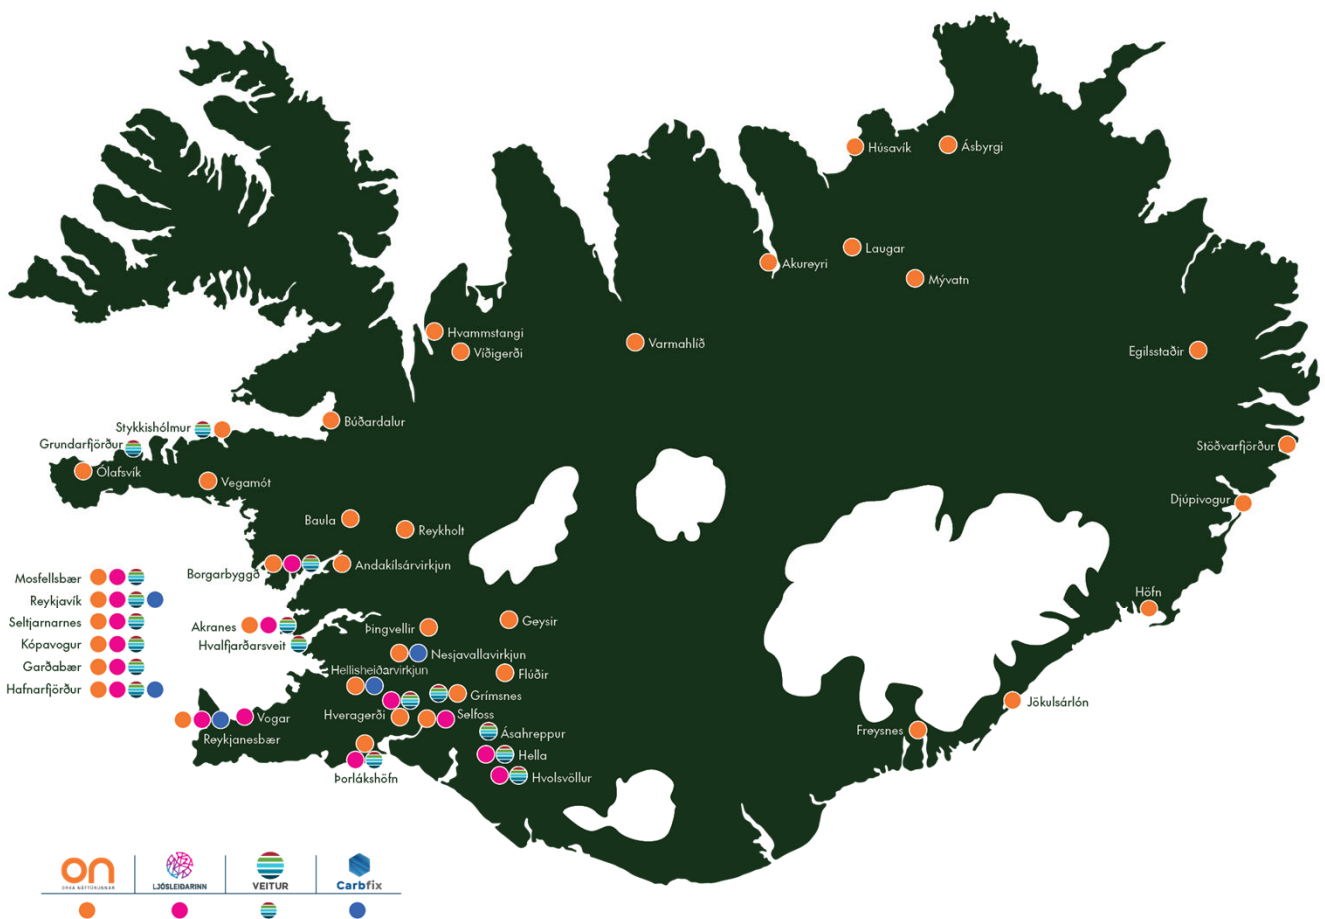 Húsavík
Ásbyrgi
Laugar
Akureyri
Mývatn
Hvammstangi
Víðigerði
Varmahlíð
Egilsstaðir
Búðardalur
Stykkishólmur
Grundarfjörður
Ólafsvík
Vegamót
Stöðvarfjörður
Djúpivogur
Baula
Reykholt
Borgarbyggð
Andakílsárvirkjun
Mosfellsbær
Reykjavík
Seltjarnarnes
Kópavogur
Garðabær
Hafnarfjörður
Höfn
Akranes
Hvalfjarðarsveit
Þingvellir
Geysir
Nesjavallavirkjun
Hellisheiðarvirkjun
Flúðir
Grímsnes
Jökulsárlón
Hveragerði
Selfoss
Vogar
Reykjanesbær
Freysnes
Ásahreppur
Hella
Hvolsvöllur
Þorlákshöfn
on
ORKA NÁTTÚRUNNAR
LJÓSLEIÐARINN
VEITUR
Carbfix